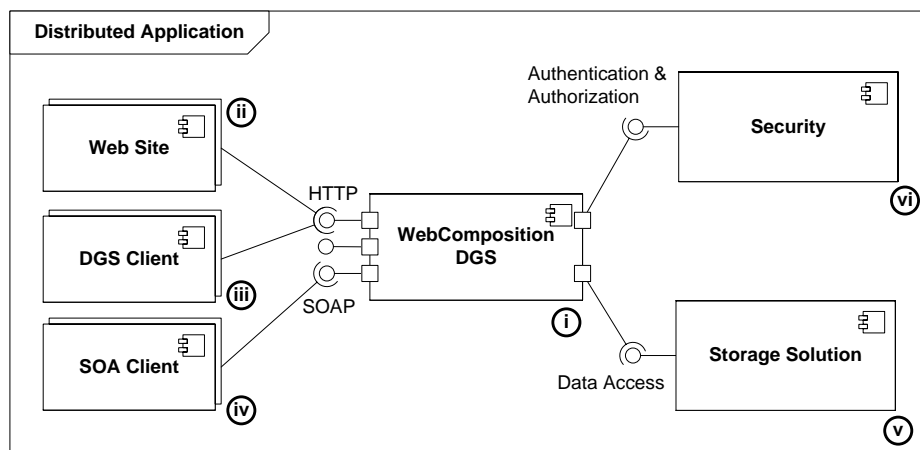 Distributed Application
Authentication &
Authorization
ii
Web Site
Security
vi
HTTP
WebComposition
DGS
DGS Client
iii
SOAP
i
SOA Client
iv
Storage Solution
Data Access
v